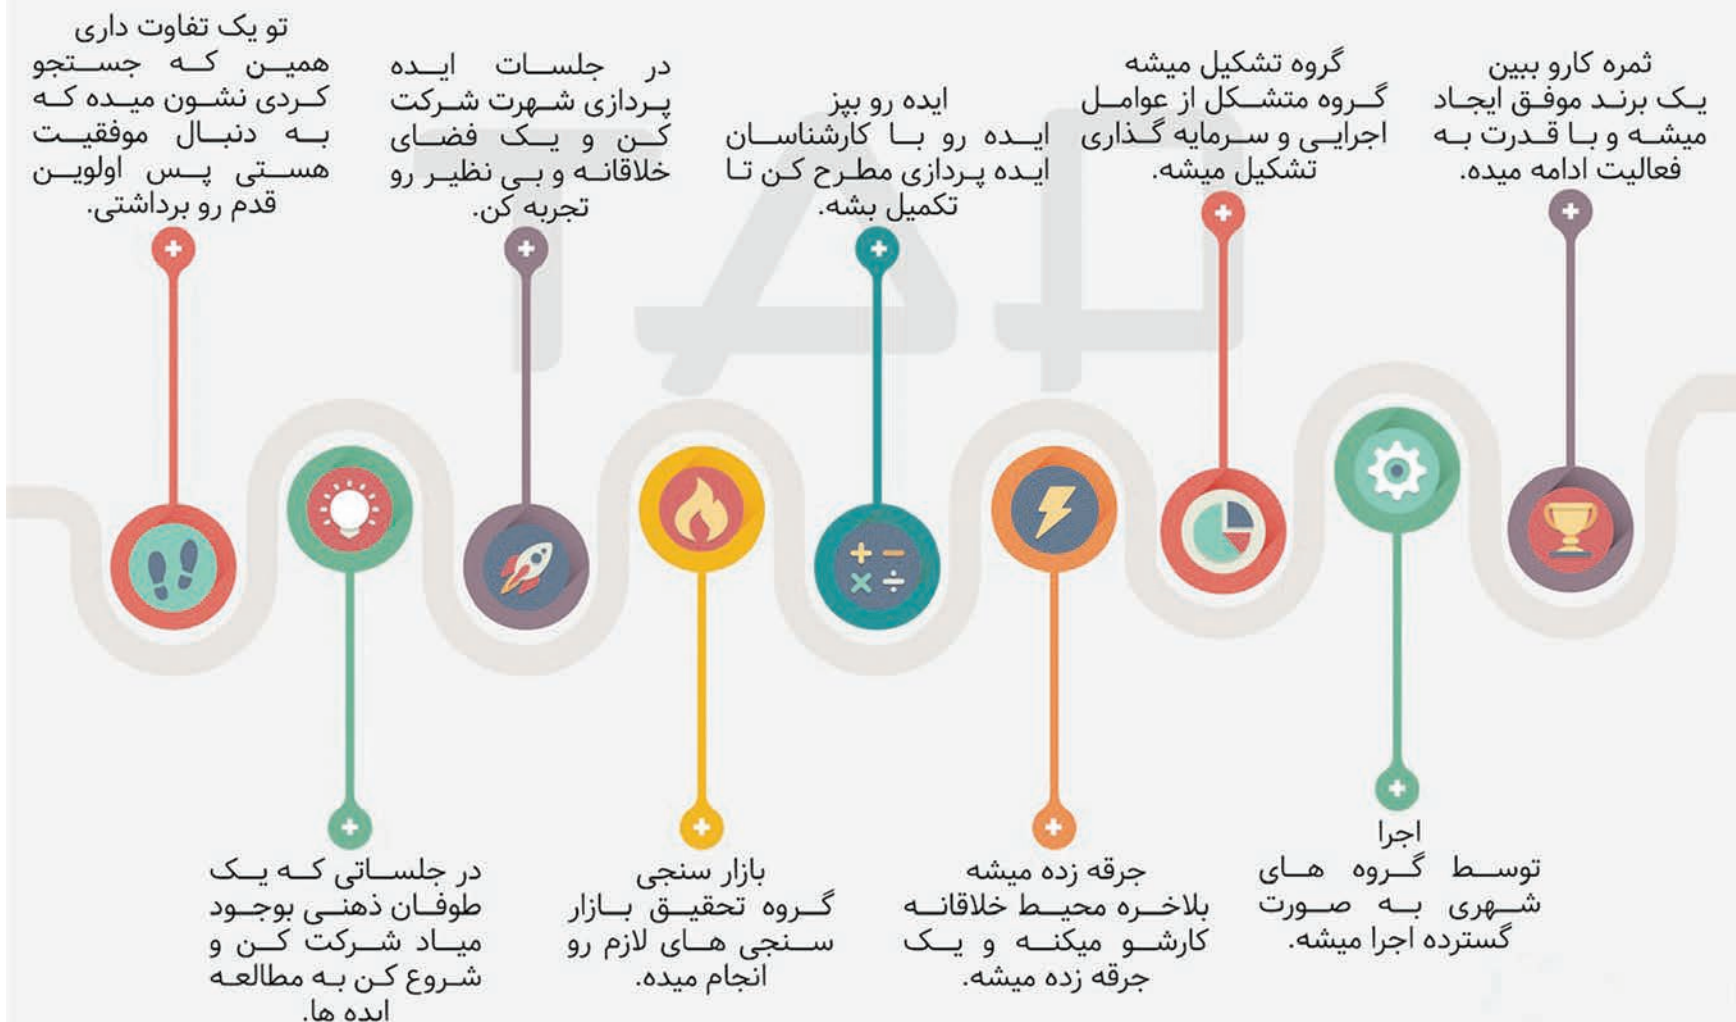 تو یک تفاوت داری
همین که جستجو
کردی نشون میده که
به دنبال موفقیت
هستی پس اولویـن
قدم رو برداشتی.
در جلساتی که یک
طوفان ذهنی بوجود
میاد شرکت کن و
شروع کن به مطالعه
ایده ها.
در جلسات ایده
پردازی شهرت شرکت
کن و یک فضای
خلاقانه و بی نظیر رو
تجربه کن.
بازار سنجی
گروه تحقیق بازار
سنجی های لازم رو
انجام میده.
ایده رو بپز
ایده رو با کارشناسان
ایده پردازی مطرح کن تا
تکمیل بشه.
جرقه زده میشه
بلاخره محیط خلاقانه
کارشو میکنه و یک
جرقه زده میشه.
گروه تشکیل میشه
گروه متشکل از عوامل
اجرایی و سرمایه گذاری
تشکیل میشه.
اجرا
توسط گروه های
شهری به صورت
گسترده اجرا میشه.
ثمره کارو ببین
یک برند موفق ایجاد
میشه و با قدرت به
فعالیت ادامه میده.